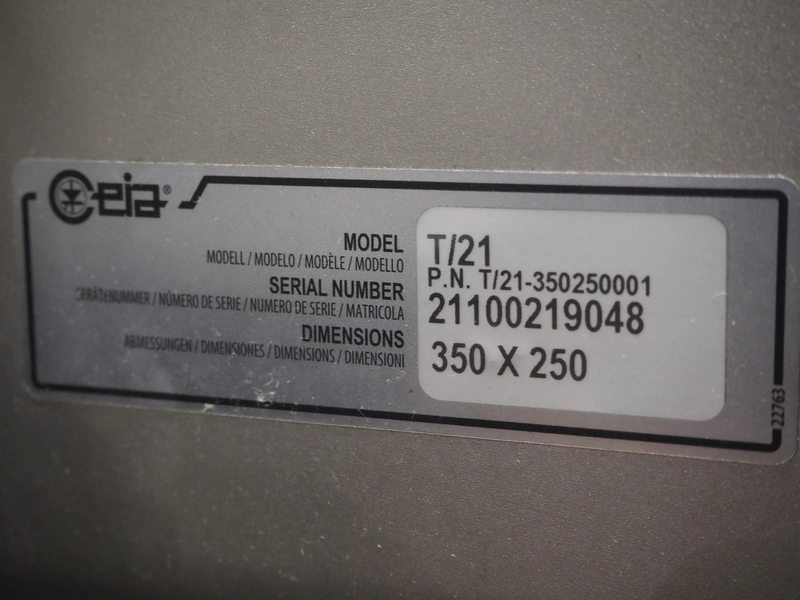 Ceia®
MODEL
MODELL / MODELO / MODÈLE / MODELLO
T/21
P.N. T/21-350250001
SERIAL NUMBER
GERÄTENUMMER / NÚMERO DE SERIE / NUMERO DE SERIE / MATRICOLA
21100219048
DIMENSIONS
ABMESSUNGEN / DIMENSIONES / DIMENSIONS / DIMENSIONI
350 X 250
22763